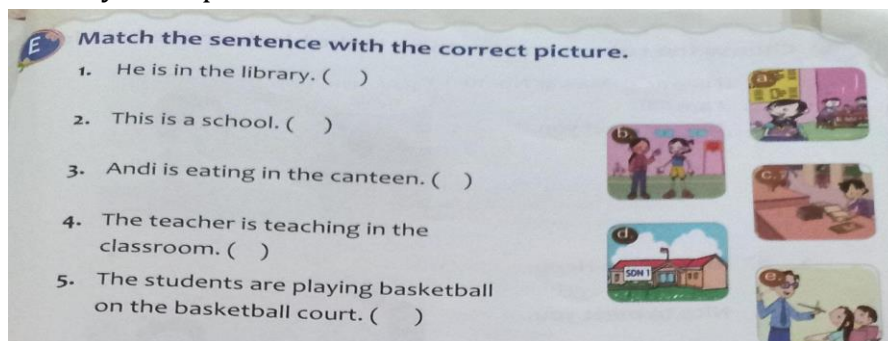 E Match the sentence with the correct picture.
1. He is in the library. ( )
2. This is a school. ( )
3. Andi is eating in the canteen. ( )
4. The teacher is teaching in the
classroom. ( )
5. The students are playing basketball
on the basketball court. ( )
a.
b.
c.
d.
SDN 1
e.